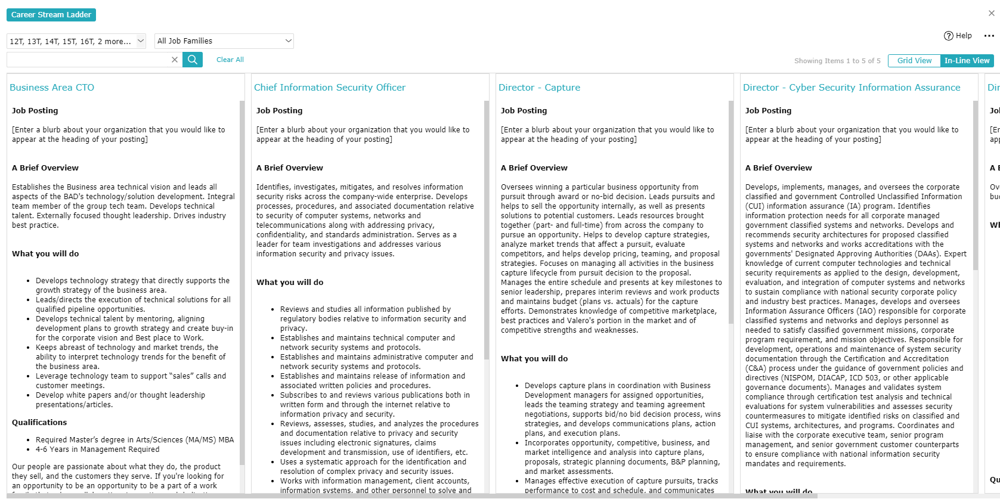 Career Stream Ladder
12T, 13T, 14T, 15T, 16T, 2 more...
All Job Families
Help
Clear All
Showing Items 1 to 5 of 5
Grid View
In-Line View
Business Area CTO
Job Posting
[Enter a blurb about your organization that you would like to
appear at the heading of your posting]
A Brief Overview
Establishes the Business area technical vision and leads all
aspects of the BAD's technology/solution development. Integral
team member of the group tech team. Develops technical
talent. Externally focused thought leadership. Drives industry
best practice.
What you will do
• Develops technology strategy that directly supports the
growth strategy of the business area.
• Leads/directs the execution of technical solutions for all
qualified pipeline opportunities.
• Develops technical talent by mentoring, aligning
development plans to growth strategy and create buy-in
for the corporate vision and Best place to Work.
• Keeps abreast of technology and market trends, the
ability to interpret technology trends for the benefit of
the business area.
• Leverage technology team to support “sales” calls and
customer meetings.
• Develop white papers and/or thought leadership
presentations/articles.
Qualifications
• Required Master’s degree in Arts/Sciences (MA/MS) MBA
• 4-6 Years in Management Required
Our people are passionate about what they do, the product
they sell, and the customers they serve. If you're looking for
an opportunity to be an opportunity to be a part of a work
Chief Information Security Officer
Job Posting
[Enter a blurb about your organization that you would like to
appear at the heading of your posting]
A Brief Overview
Identifies, investigates, mitigates, and resolves information
security risks across the company-wide enterprise. Develops
processes, procedures, and associated documentation relative
to security of computer systems, networks and
telecommunications along with addressing privacy,
confidentiality, and standards administration. Serves as a
leader for team investigations and addresses various
information security and privacy issues.
What you will do
• Reviews and studies all information published by
regulatory bodies relative to information security and
privacy.
• Establishes and maintains technical computer and
network security systems and protocols.
• Establishes and maintains administrative computer and
network security systems and protocols.
• Establishes and maintains release of information and
associated written policies and procedures.
• Subscribes to and reviews various publications both in
written form and through the internet relative to
information privacy and security.
• Reviews, assesses, studies, and analyzes the procedures
and documentation relative to privacy and security
issues including electronic signatures, claims
development and transmission, use of identifiers, etc.
• Uses a systematic approach for the identification and
resolution of complex privacy and security issues.
• Works with information management, client accounts,
information systems, and other personnel to solve and
Director - Capture
Job Posting
[Enter a blurb about your organization that you would like to
appear at the heading of your posting]
A Brief Overview
Oversees winning a particular business opportunity from
pursuit through award or no-bid decision. Leads pursuits and
helps to sell the opportunity internally, as well as presents
solutions to potential customers. Leads resources brought
together (part- and full-time) from across the company to
pursue an opportunity. Helps to develop capture strategies,
analyze market trends that affect a pursuit, evaluate
competitors, and helps develop pricing, teaming, and proposal
strategies. Focuses on managing all activities in the business
capture lifecycle from pursuit decision to the proposal.
Manages the entire schedule and presents at key milestones to
senior leadership, prepares interim reviews and work products
and maintains budget (plans vs. actuals) for the capture
efforts. Demonstrates knowledge of competitive marketplace,
best practices and Valero's portion in the market and of
competitive strengths and weaknesses.
What you will do
• Develops capture plans in coordination with Business
Development managers for assigned opportunities,
leads the teaming strategy and teaming agreement
negotiations, supports bid/no bid decision process, wins
strategies, and develops communications plans, action
plans, and execution plans.
• Incorporates opportunity, competitive, business, and
market intelligence and analysis into capture plans,
proposals, strategic planning documents, B&P planning,
and market assessments.
• Manages effective execution of capture pursuits, tracks
performance to cost and schedule, and communicates
Director - Cyber Security Information Assurance
Job Posting
[Enter a blurb about your organization that you would like to
appear at the heading of your posting]
A Brief Overview
Develops, implements, manages, and oversees the corporate
classified and government Controlled Unclassified Information
(CUI) information assurance (IA) program. Identifies
information protection needs for all corporate managed
government classified systems and networks. Develops and
recommends security architectures for proposed classified
systems and networks and works accreditations with the
governments' Designated Approving Authorities (DAAs). Expert
knowledge of current computer technologies and technical
security requirements as applied to the design, development,
evaluation, and integration of computer systems and networks
to sustain compliance with national security corporate policy
and industry best practices. Manages, develops and oversees
Information Assurance Officers (IAO) responsible for corporate
classified systems and networks and deploys personnel as
needed to satisfy classified government missions, corporate
program requirement, and mission objectives. Responsible for
development, operations and maintenance of system security
documentation through the Certification and Accreditation
(C&A) process under the guidance of government policies and
directives (NISPOM, DIACAP, ICD 503, or other applicable
governance documents). Manages and validates system
compliance through certification test analysis and technical
evaluations for system vulnerabilities and assesses security
countermeasures to mitigate identified risks on classified and
CUI systems, architectures, and programs. Coordinates and
liaise with the corporate executive team, senior program
management, and senior government customer counterparts
to ensure compliance with national information security
mandates and requirements.
What you will do